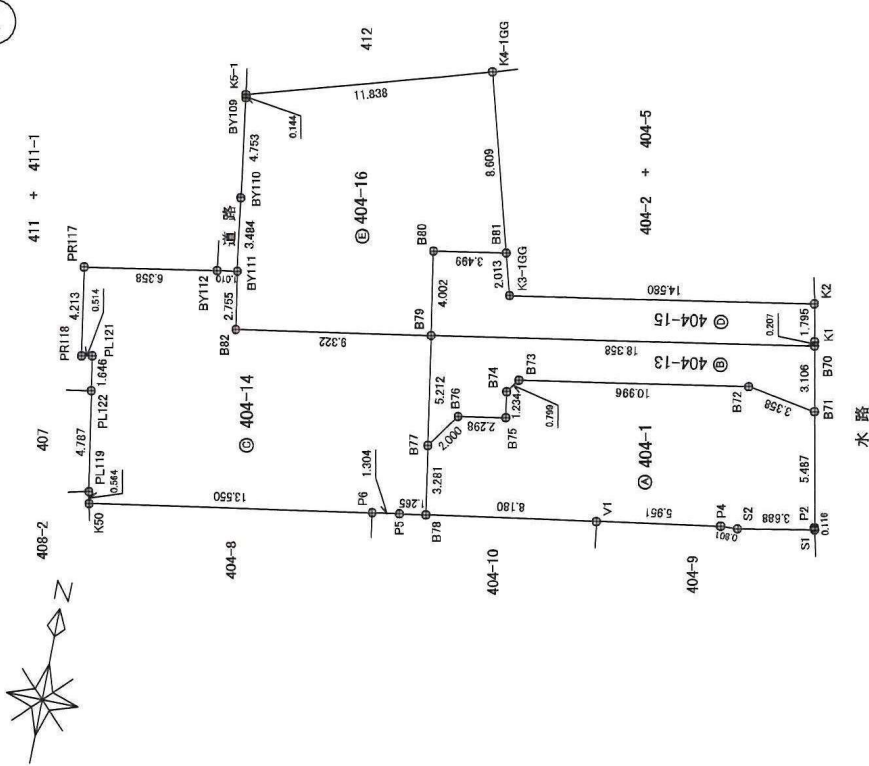 411 + 411-1
412
407
408-2
PR117
PR118
4.213
0.514
PL121
1.646
PL122
4.787
PL119
0.564
K50
6.358
BY112
1.010
道路
BY111
2.755
B82
3.484
BY110
4.753
BY109
K5-1
0.144
11.838
K4-1GG
8.609
Ⓔ 404-16
B80
3.499
B81
2.013
K3-1GG
4.002
B79
9.322
Ⓒ 404-14
13.550
404-8
P6
1.304
P5
1.265
B78
3.281
B77
5.212
2.000
B76
2.298
B75
1.234
B74
B73
0.799
10.996
B72
3.358
B71
18.358
Ⓑ 404-13
Ⓓ 404-15
14.580
404-2 + 404-5
Ⓐ 404-1
8.180
V1
404-10
5.951
P4
0.801
S2
404-9
3.688
S1
P2
0.116
5.487
3.106
B70
0.207
K1
1.795
K2
水路
N